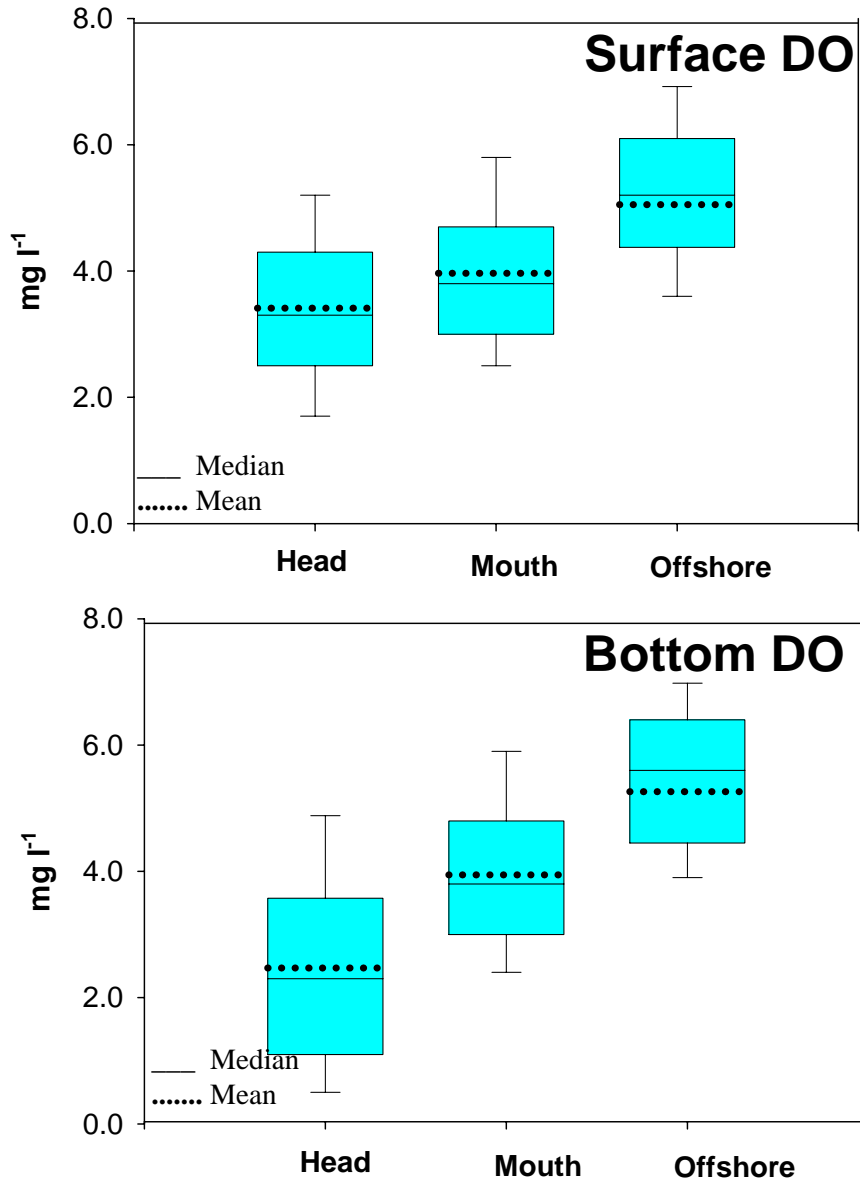 8.0
Surface DO
6.0
4.0
mg l⁻¹
2.0
Median
Mean
0.0
Head
Mouth
Offshore
8.0
Bottom DO
6.0
4.0
mg l⁻¹
2.0
Median
Mean
0.0
Head
Mouth
Offshore